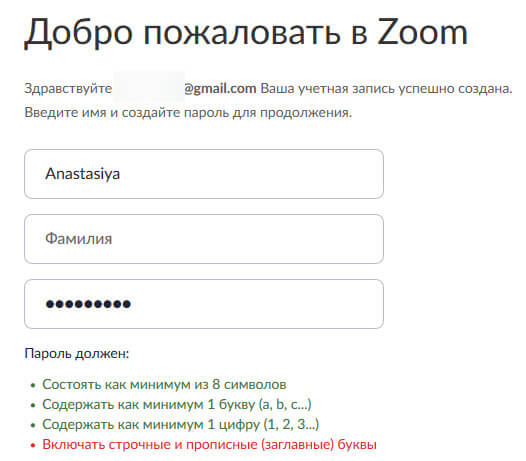 Добро пожаловать в Zoom
Здравствуйте @gmail.com Ваша учетная запись успешно создана.
Введите имя и создайте пароль для продолжения.
Anastasiya
Фамилия
•••••••••
Пароль должен:
• Состоять как минимум из 8 символов
• Содержать как минимум 1 букву (a, b, c...)
• Содержать как минимум 1 цифру (1, 2, 3...)
• Включать строчные и прописные (заглавные) буквы